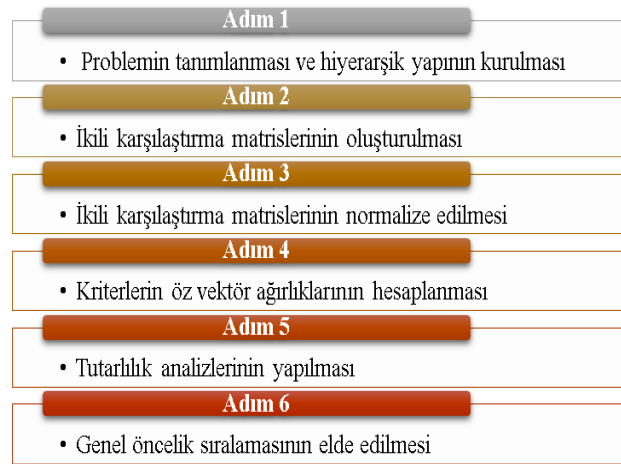 Adım 1
• Problemin tanımlanması ve hiyerarşik yapının kurulması
Adım 2
• İkili karşılaştırma matrislerinin oluşturulması
Adım 3
• İkili karşılaştırma matrislerinin normalize edilmesi
Adım 4
• Kriterlerin öz vektör ağırlıklarının hesaplanması
Adım 5
• Tutarlılık analizlerinin yapılması
Adım 6
• Genel öncelik sıralamasının elde edilmesi